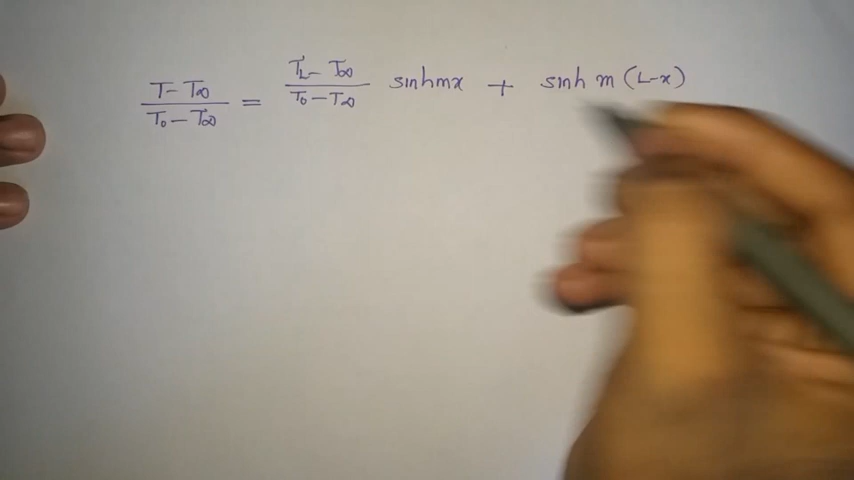 T - T∞ / T₀ - T∞ = T_L - T∞ / T₀ - T∞ sinh mx + sinh m (L-x)